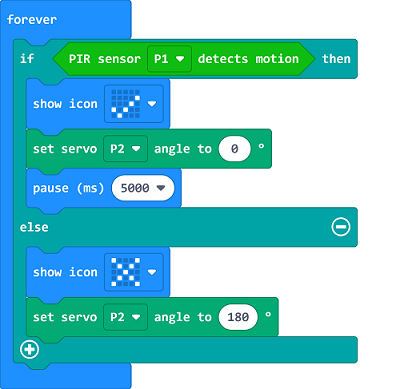 forever
if PIR sensor P1 detects motion then
show icon
set servo P2 angle to 0 °
pause (ms) 5000
else
show icon
set servo P2 angle to 180 °